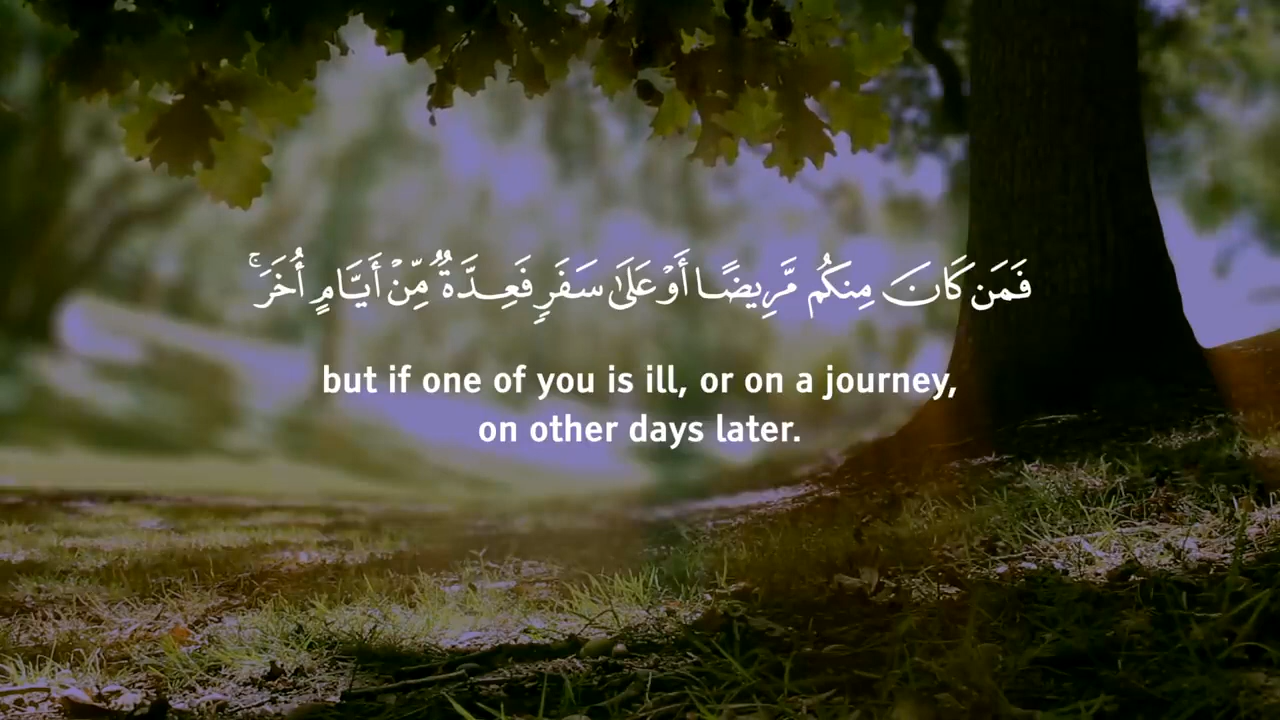 فَمَن كَانَ مِنكُم مَّرِيضًا أَوْ عَلَىٰ سَفَرٍ فَعِدَّةٌ مِّنْ أَيَّامٍ أُخَرَ ۚ
but if one of you is ill, or on a journey,
on other days later.